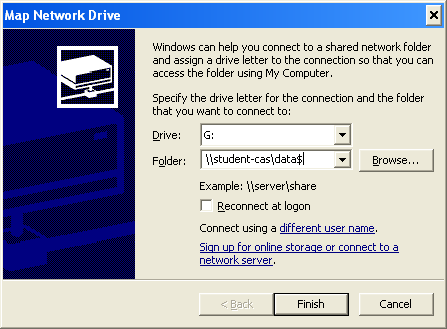 Map Network Drive
Windows can help you connect to a shared network folder
and assign a drive letter to the connection so that you can
access the folder using My Computer.
Specify the drive letter for the connection and the folder
that you want to connect to:
Drive: G:
Folder: \\student-cas\data$ Browse...
Example: \\server\share
Reconnect at logon
Connect using a different user name.
Sign up for online storage or connect to a
network server.
< Back Finish Cancel